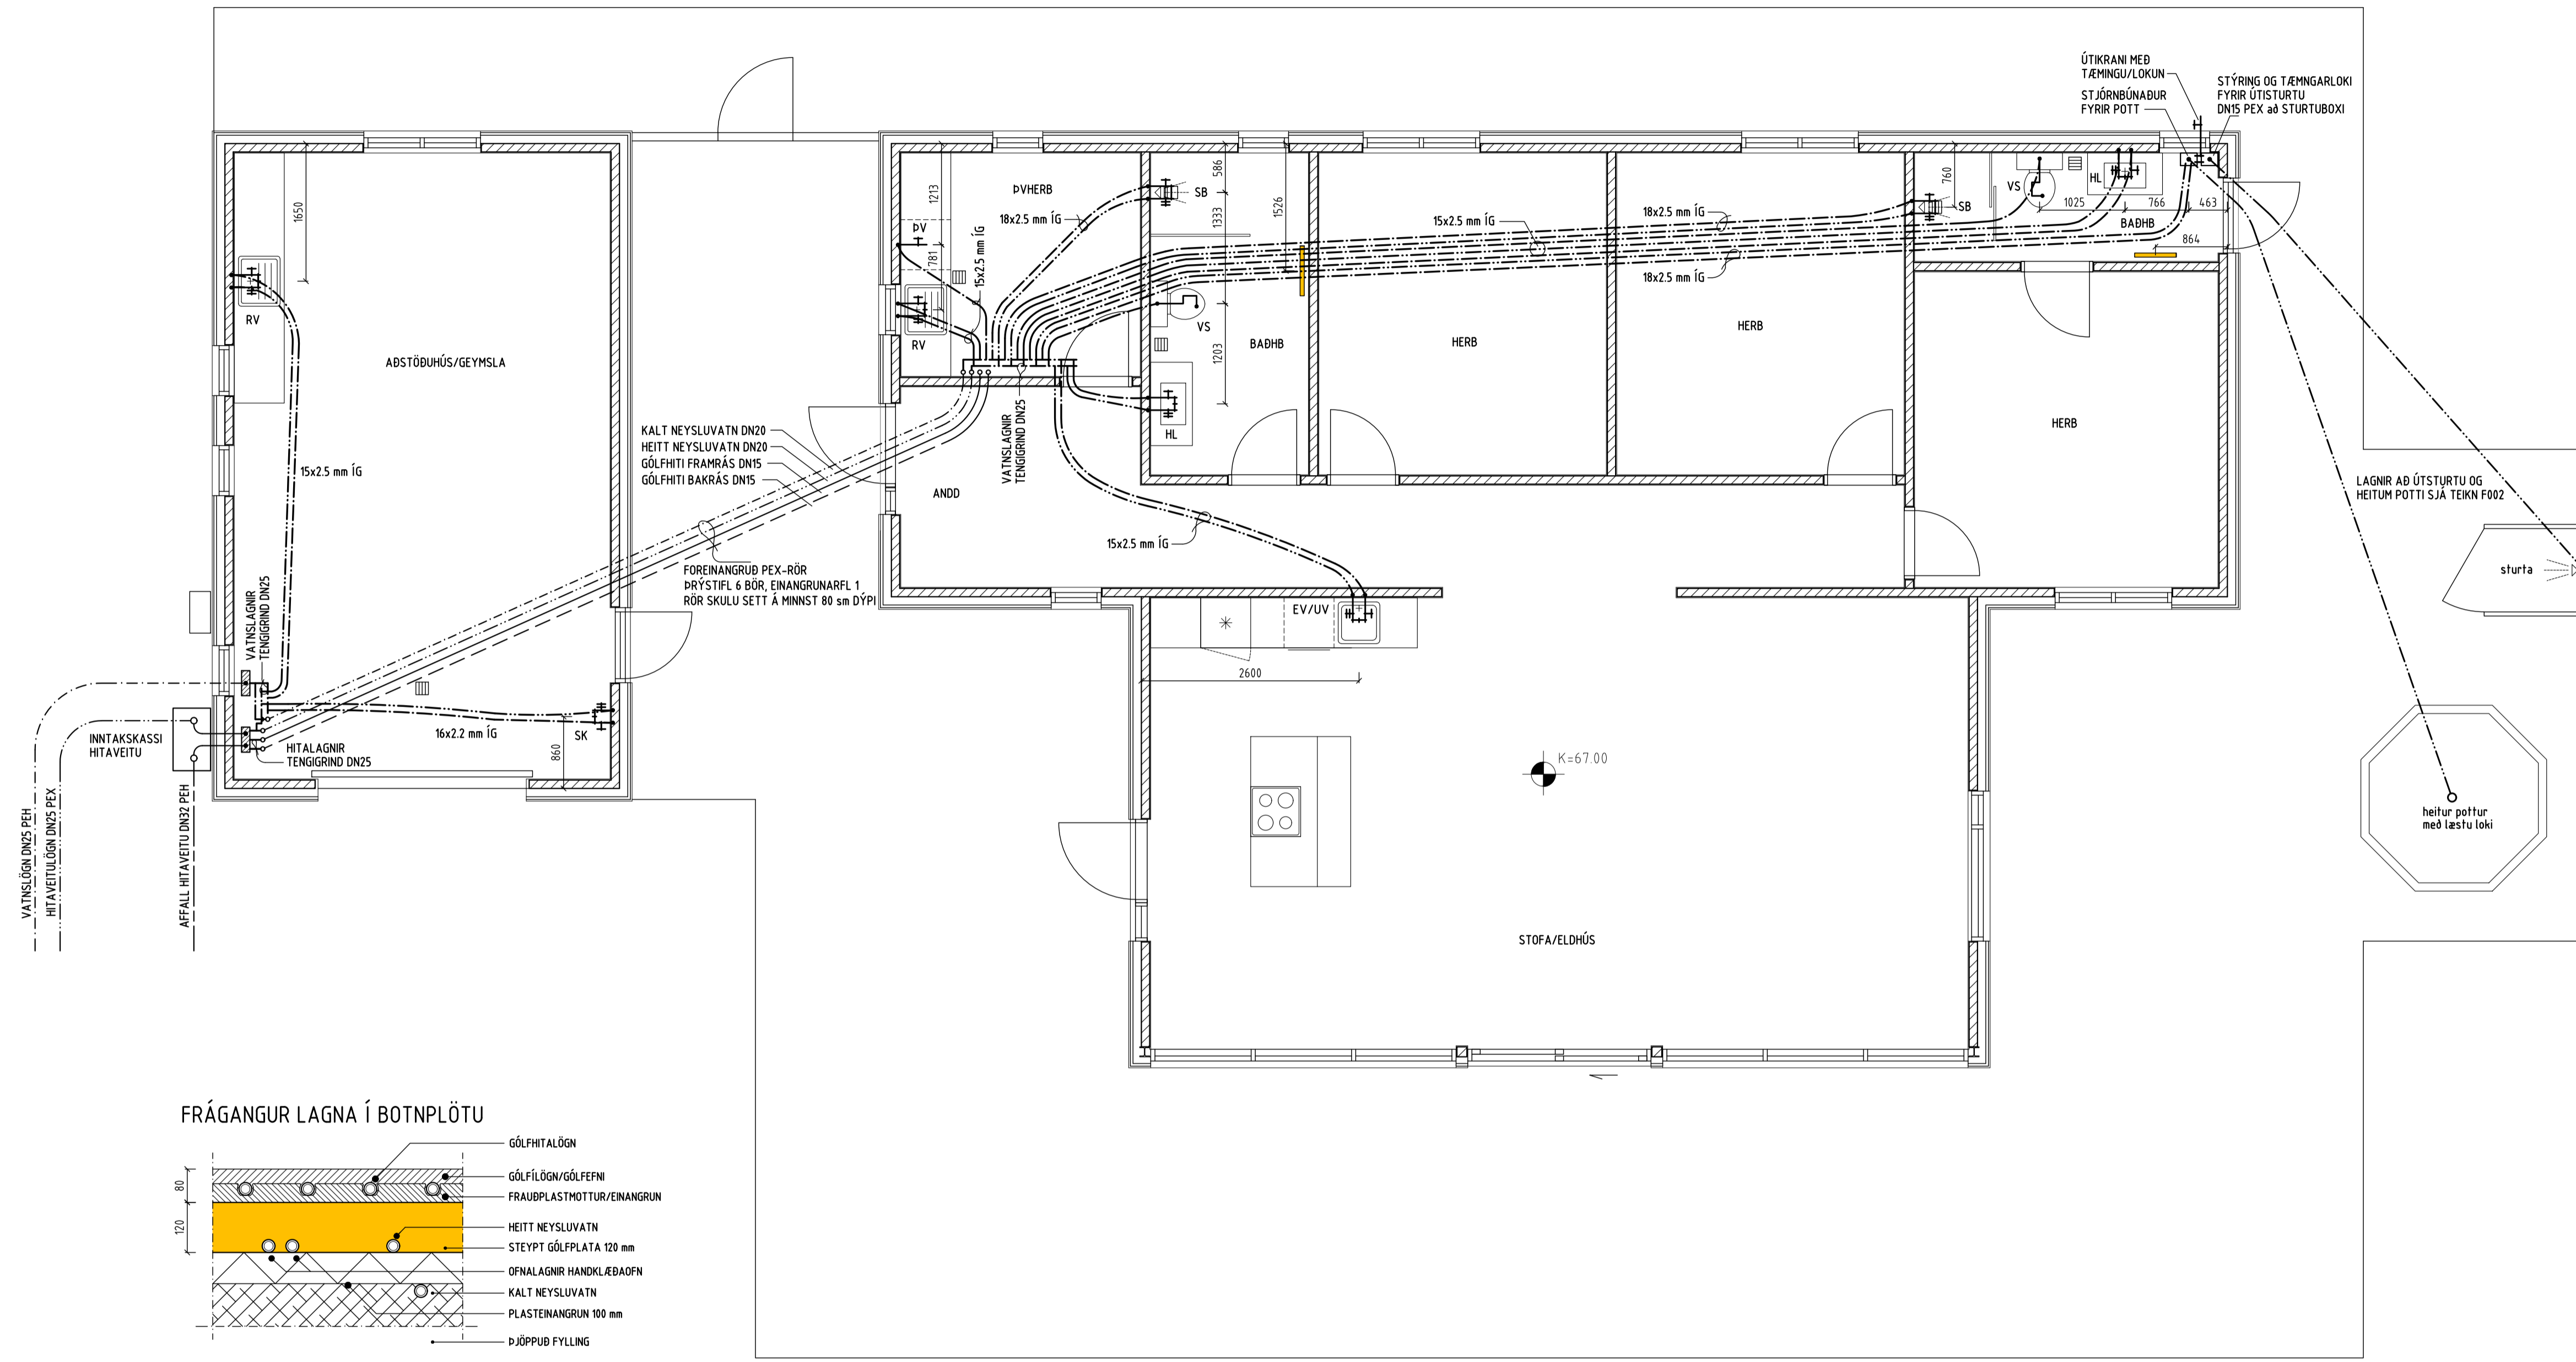 ÚTIKRANI MEÐ
TÆMINGU/LOKUN
STJÓRNBÚNAÐUR
FYRIR POTT
STÝRING OG TÆMNGARLOKI
FYRIR ÚTISTURTU
DN15 PEX að STURTUBOXI
1650
1213
ÞVHERB
18x2.5 mm ÍG
SB
586
1333
1526
15x2.5 mm ÍG
18x2.5 mm ÍG
18x2.5 mm ÍG
760
SB
VS
HL
1025
766
463
BAÐHB
864
ÞV
781
15x2.5 mm ÍG
RV
RV
VS
1203
BAÐHB
HERB
HERB
HERB
AÐSTÖÐUHÚS/GEYMSLA
HL
KALT NEYSLUVATN DN20
HEITT NEYSLUVATN DN20
GÓLFHITI FRAMRÁS DN15
GÓLFHITI BAKRÁS DN15
VATNSLAGNIR
TENGIGRIND DN25
ANDD
15x2.5 mm ÍG
15x2.5 mm ÍG
LAGNIR AÐ ÚTSTURTU OG
HEITUM POTTI SJÁ TEIKN F002
FOREINANGRUÐ PEX-RÖR
ÞRÝSTIFL 6 BÖR, EINANGRUNARFL 1
RÖR SKULU SETT Á MINNST 80 sm DÝPI
sturta
EV/UV
2600
VATNSLAGNIR
TENGIGRIND DN25
16x2.2 mm ÍG
SK
860
INNTAKSKASSI
HITAVEITU
HITALAGNIR
TENGIGRIND DN25
K=67.00
heitur pottur
með læstu loki
VATNSLÖGN DN25 PEH
HITAVEITULÖGN DN25 PEX
AFFALL HITAVEITU DN32 PEH
STOFA/ELDHÚS
FRÁGANGUR LAGNA Í BOTNPLÖTU
GÓLFHITALÖGN
80
GÓLFÍLÖGN/GÓLFEFNI
FRAUÐPLASTMOTTUR/EINANGRUN
120
HEITT NEYSLUVATN
STEYPT GÓLFPLATA 120 mm
OFNALAGNIR HANDKLÆÐAOFN
KALT NEYSLUVATN
PLASTEINANGRUN 100 mm
ÞJÖPPUÐ FYLLING